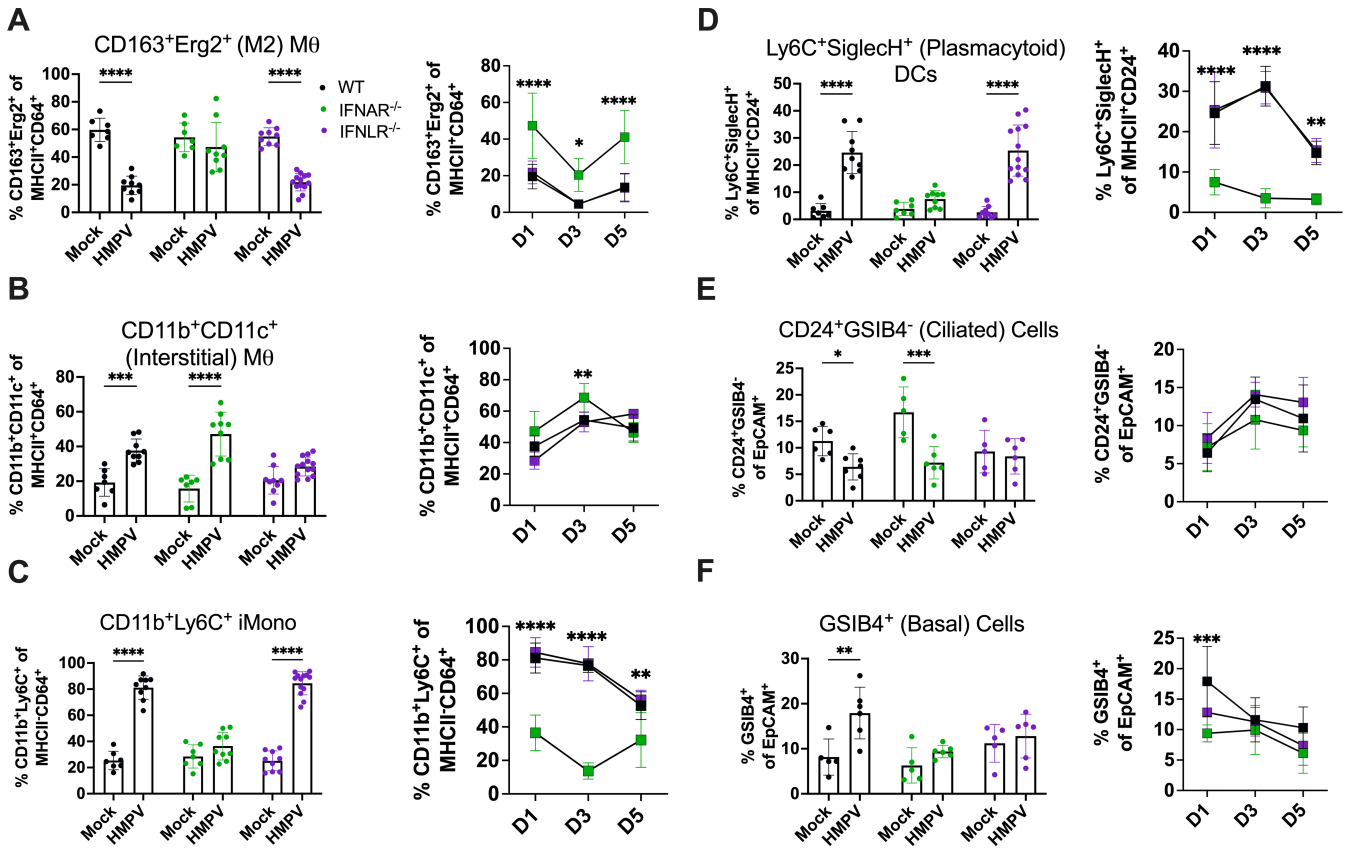 A
CD163⁺Erg2⁺ (M2) Mθ
% CD163⁺Erg2⁺ of
MHCII⁺CD64⁺
100
80
60
40
20
0
****
****
Mock
HMPV
Mock
HMPV
Mock
HMPV
WT
IFNAR⁻/⁻
IFNLR⁻/⁻
% CD163⁺Erg2⁺ of
MHCII⁺CD64⁺
80
60
40
20
0
****
*
****
D1
D3
D5
B
CD11b⁺CD11c⁺
(Interstitial) Mθ
% CD11b⁺CD11c⁺ of
MHCII⁺CD64⁺
80
60
40
20
0
***
****
Mock
HMPV
Mock
HMPV
Mock
HMPV
% CD11b⁺CD11c⁺ of
MHCII⁺CD64⁺
100
80
60
40
20
0
**
D1
D3
D5
C
CD11b⁺Ly6C⁺ iMono
% CD11b⁺Ly6C⁺ of
MHCII⁻CD64⁺
100
80
60
40
20
0
****
****
Mock
HMPV
Mock
HMPV
Mock
HMPV
% CD11b⁺Ly6C⁺ of
MHCII⁻CD64⁺
100
80
60
40
20
0
****
****
**
D1
D3
D5
D
Ly6C⁺SiglecH⁺ (Plasmacytoid)
DCs
% Ly6C⁺SiglecH⁺
of MHCII⁺CD24⁺
50
40
30
20
10
0
****
****
Mock
HMPV
Mock
HMPV
Mock
HMPV
% Ly6C⁺SiglecH⁺
of MHCII⁺CD24⁺
40
30
20
10
0
****
****
**
D1
D3
D5
E
CD24⁺GSIB4⁻ (Ciliated) Cells
% CD24⁺GSIB4⁻
of EpCAM⁺
25
20
15
10
5
0
*
***
Mock
HMPV
Mock
HMPV
Mock
HMPV
% CD24⁺GSIB4⁻
of EpCAM⁺
20
15
10
5
0
D1
D3
D5
F
GSIB4⁺ (Basal) Cells
% GSIB4⁺
of EpCAM⁺
30
20
10
0
**
Mock
HMPV
Mock
HMPV
Mock
HMPV
% GSIB4⁺
of EpCAM⁺
25
20
15
10
5
0
***
D1
D3
D5